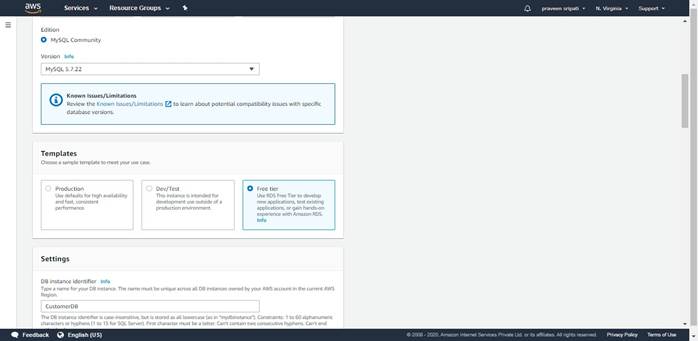 aws Services Resource Groups praveen sripati N. Virginia Support
Edition
MySQL Community
Version Info
MySQL 5.7.22
Known Issues/Limitations
Review the Known Issues/Limitations to learn about potential compatibility issues with specific
database versions.
Templates
Choose a sample template to meet your use case.
Production
Use defaults for high availability
and fast, consistent
performance.
Dev/Test
This instance is intended for
development use outside of a
production environment.
Free tier
Use RDS Free Tier to develop
new applications, test existing
applications, or gain hands-on
experience with Amazon RDS.
Info
Settings
DB instance identifier Info
Type a name for your DB instance. The name must be unique across all DB instances owned by your AWS account in the current AWS
Region.
CustomerDB
The DB instance identifier is case-insensitive, but is stored as all lowercase (as in "mydbinstance"). Constraints: 1 to 60 alphanumeric
characters or hyphens (1 to 15 for SQL Server). First character must be a letter. Can't contain two consecutive hyphens. Can't end
Feedback English (US) © 2008 - 2020, Amazon Internet Services Private Ltd. or its affiliates. All rights reserved. Privacy Policy Terms of Use